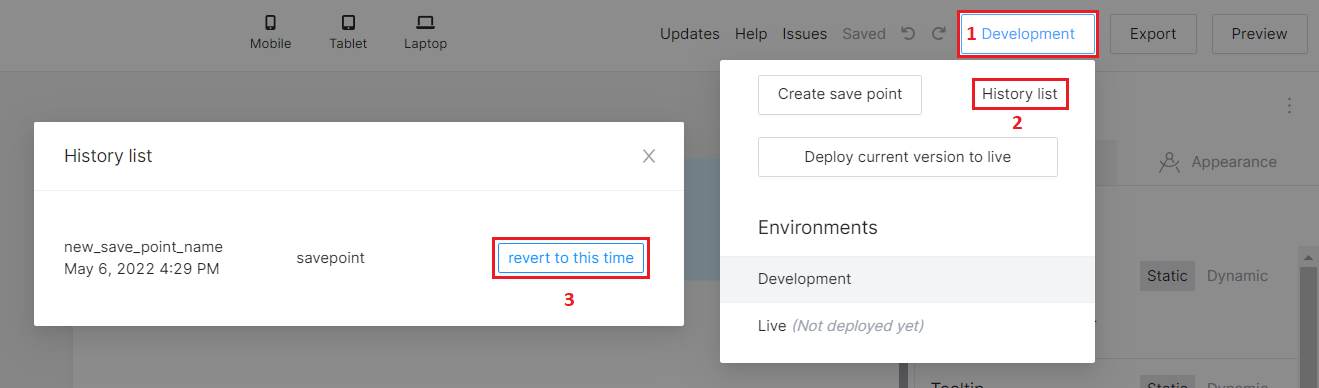 Mobile
Tablet
Laptop
Updates Help Issues Saved
1 Development
Export
Preview
Create save point
History list
2
Deploy current version to live
Appearance
Environments
Development
Live (Not deployed yet)
Static Dynamic
History list
new_save_point_name
May 6, 2022 4:29 PM
savepoint
revert to this time
3
Tooltip
Static Dynamic